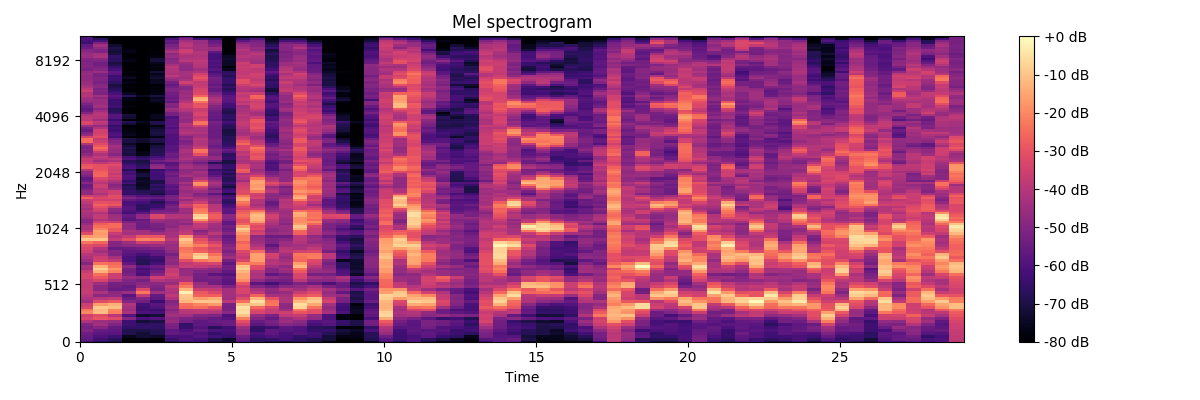 Mel spectrogram
+0 dB
8192
-10 dB
4096
-20 dB
-30 dB
2048
Hz
-40 dB
1024
-50 dB
-60 dB
512
-70 dB
0
-80 dB
0 5 10 15 20 25
Time